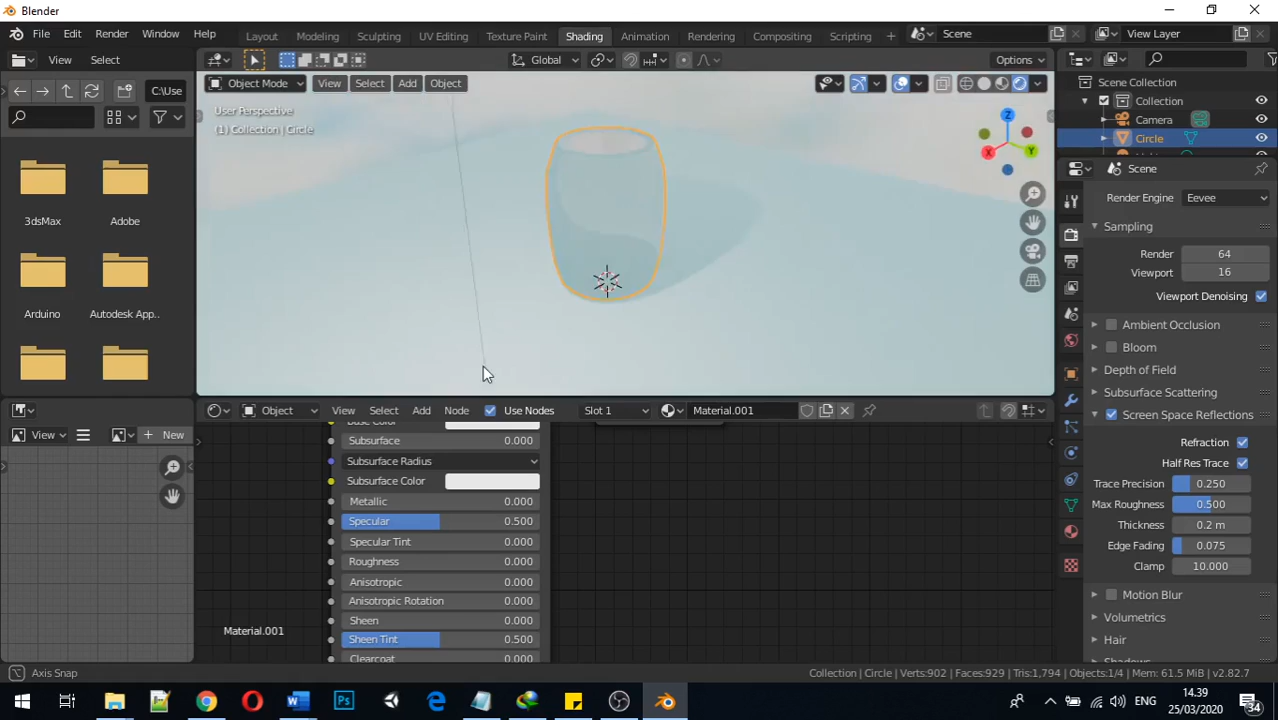 Blender
File Edit Render Window Help Layout Modeling Sculpting UV Editing Texture Paint Shading Animation Rendering Compositing Scripting Scene View Layer
View Select Global Options
C:\Use Object Mode View Select Add Object
User Perspective
(1) Collection | Circle
Scene Collection
Collection
Camera
Circle
Scene
Render Engine Eevee
Sampling
Render 64
Viewport 16
Viewport Denoising
Ambient Occlusion
Bloom
Depth of Field
Subsurface Scattering
Screen Space Reflections
Refraction
Half Res Trace
Trace Precision 0.250
Max Roughness 0.500
Thickness 0.2 m
Edge Fading 0.075
Clamp 10.000
Motion Blur
Volumetrics
Hair
Shadows
X Y Z
3dsMax Adobe
Arduino Autodesk App..
View New
Object View Select Add Node Use Nodes Slot 1 Material.001
Base Color
Subsurface 0.000
Subsurface Radius
Subsurface Color
Metallic 0.000
Specular 0.500
Specular Tint 0.000
Roughness 0.000
Anisotropic 0.000
Anisotropic Rotation 0.000
Sheen 0.000
Sheen Tint 0.500
Clearcoat 0.000
Material.001
Axis Snap Collection | Circle | Verts:902 | Faces:929 | Tris:1,794 | Objects:1/4 | Mem: 61.5 MiB | v2.82.7
ENG 14.39
25/03/2020 34